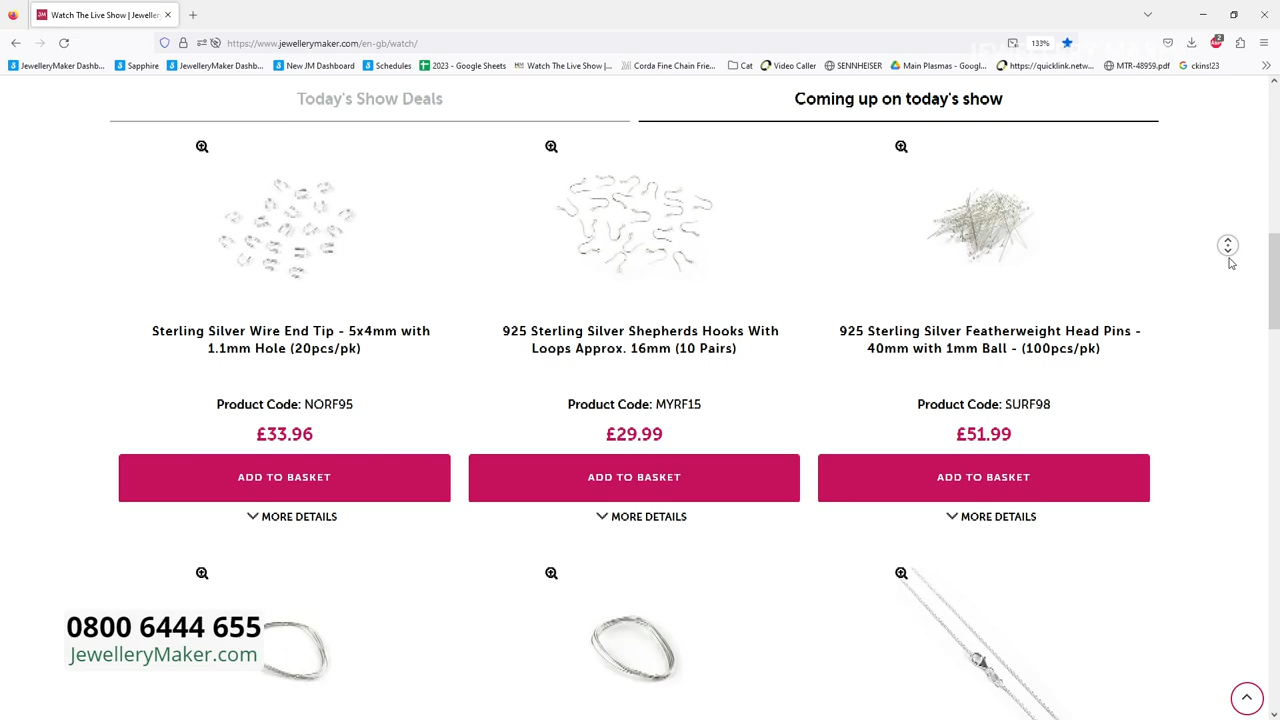 Watch The Live Show | Jeweller
https://www.jewellerymaker.com/en-gb/watch/
133%
JewelleryMaker Dashb...
Sapphire
JewelleryMaker Dashb...
New JM Dashboard
Schedules
2023 - Google Sheets
Watch The Live Show |...
Corda Fine Chain Frie...
Cat
Video Caller
SENNHEISER
Main Plasmas - Googl...
https://quicklink.netw...
MTR-48959.pdf
ckins!23
Today's Show Deals
Coming up on today's show
Sterling Silver Wire End Tip - 5x4mm with
1.1mm Hole (20pcs/pk)
Product Code: NORF95
£33.96
ADD TO BASKET
MORE DETAILS
925 Sterling Silver Shepherds Hooks With
Loops Approx. 16mm (10 Pairs)
Product Code: MYRF15
£29.99
ADD TO BASKET
MORE DETAILS
925 Sterling Silver Featherweight Head Pins -
40mm with 1mm Ball - (100pcs/pk)
Product Code: SURF98
£51.99
ADD TO BASKET
MORE DETAILS
0800 6444 655
JewelleryMaker.com